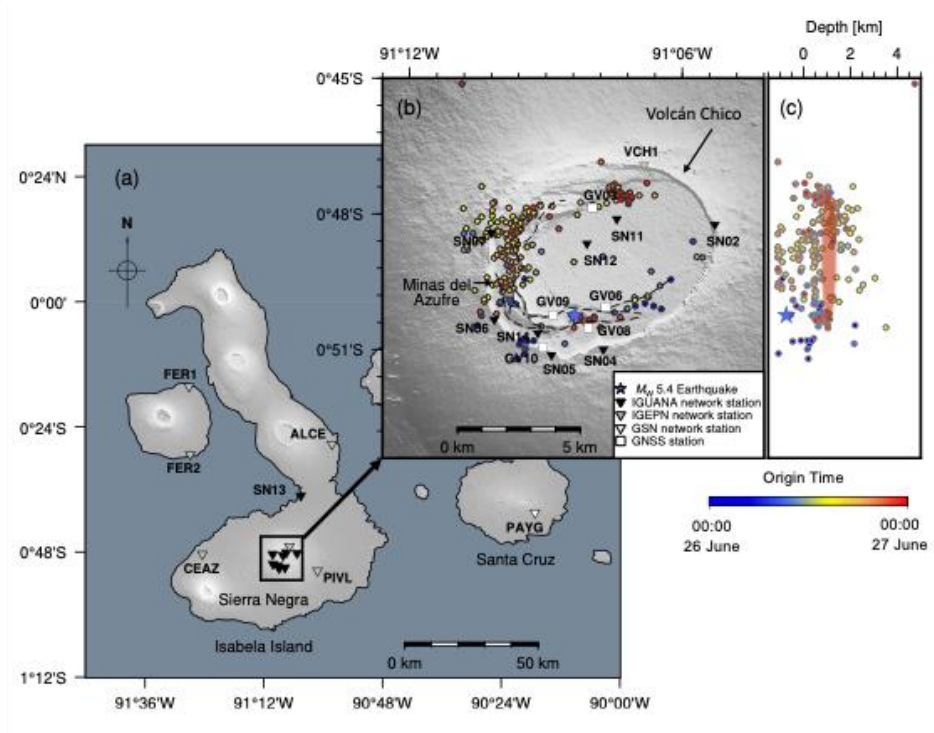 Depth [km]
91°12'W 91°06'W 0 2 4
0°45'S
(b)
(c)
Volcán Chico
(a)
VCH1
0°24'N
N
0°48'S
SN11
SN02
SN12
Minas del
Azufre
GV09
GV06
0°00'
SN06
SN14
GV08
0°51'S
GV10
SN05
SN04
FER1
Mw 5.4 Earthquake
IGUANA network station
IGEPN network station
GSN network station
GNSS station
0 km 5 km
ALCE
0°24'S
FER2
Origin Time
SN13
00:00 00:00
26 June 27 June
PAYG
0°48'S
Santa Cruz
CEAZ
PIVL
Sierra Negra
Isabela Island
0 km 50 km
1°12'S
91°36'W 91°12'W 90°48'W 90°24'W 90°00'W